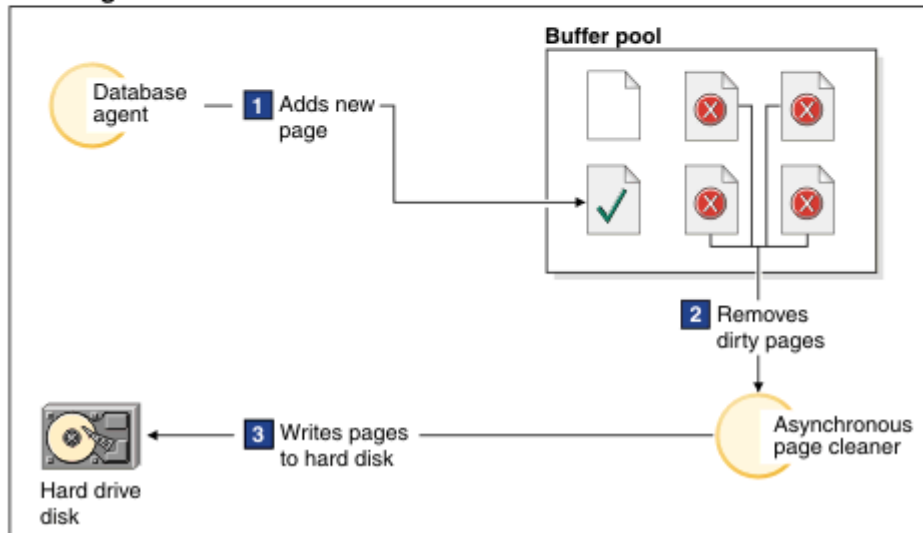 Buffer pool
Database
agent
1 Adds new
page
2 Removes
dirty pages
Asynchronous
page cleaner
3 Writes pages
to hard disk
Hard drive
disk